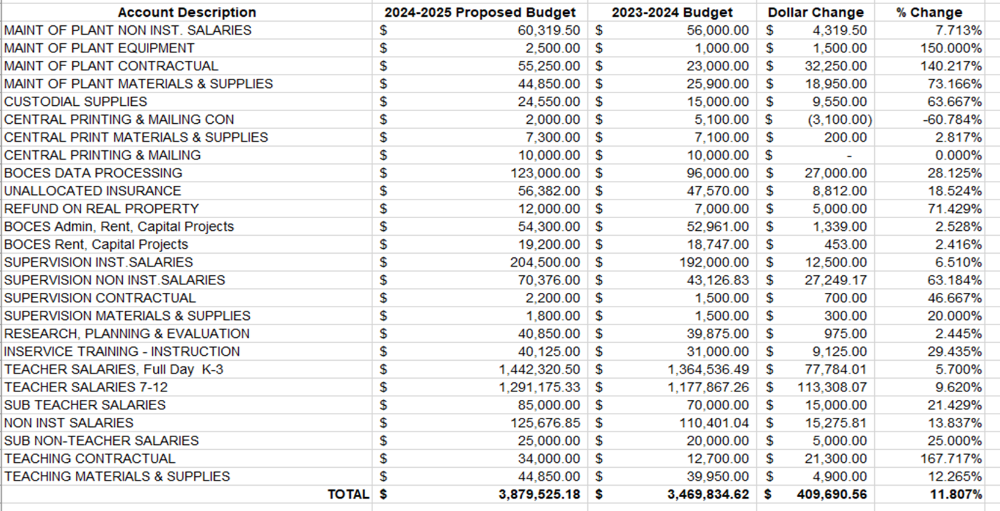 Account Description 2024-2025 Proposed Budget 2023-2024 Budget Dollar Change % Change
MAINT OF PLANT NON INST. SALARIES $ 60,319.50 $ 56,000.00 $ 4,319.50 7.713%
MAINT OF PLANT EQUIPMENT $ 2,500.00 $ 1,000.00 $ 1,500.00 150.000%
MAINT OF PLANT CONTRACTUAL $ 55,250.00 $ 23,000.00 $ 32,250.00 140.217%
MAINT OF PLANT MATERIALS & SUPPLIES $ 44,850.00 $ 25,900.00 $ 18,950.00 73.166%
CUSTODIAL SUPPLIES $ 24,550.00 $ 15,000.00 $ 9,550.00 63.667%
CENTRAL PRINTING & MAILING CON $ 2,000.00 $ 5,100.00 $ (3,100.00) -60.784%
CENTRAL PRINT MATERIALS & SUPPLIES $ 7,300.00 $ 7,100.00 $ 200.00 2.817%
CENTRAL PRINTING & MAILING $ 10,000.00 $ 10,000.00 $ - 0.000%
BOCES DATA PROCESSING $ 123,000.00 $ 96,000.00 $ 27,000.00 28.125%
UNALLOCATED INSURANCE $ 56,382.00 $ 47,570.00 $ 8,812.00 18.524%
REFUND ON REAL PROPERTY $ 12,000.00 $ 7,000.00 $ 5,000.00 71.429%
BOCES Admin, Rent, Capital Projects $ 54,300.00 $ 52,961.00 $ 1,339.00 2.528%
BOCES Rent, Capital Projects $ 19,200.00 $ 18,747.00 $ 453.00 2.416%
SUPERVISION INST.SALARIES $ 204,500.00 $ 192,000.00 $ 12,500.00 6.510%
SUPERVISION NON INST.SALARIES $ 70,376.00 $ 43,126.83 $ 27,249.17 63.184%
SUPERVISION CONTRACTUAL $ 2,200.00 $ 1,500.00 $ 700.00 46.667%
SUPERVISION MATERIALS & SUPPLIES $ 1,800.00 $ 1,500.00 $ 300.00 20.000%
RESEARCH, PLANNING & EVALUATION $ 40,850.00 $ 39,875.00 $ 975.00 2.445%
INSERVICE TRAINING - INSTRUCTION $ 40,125.00 $ 31,000.00 $ 9,125.00 29.435%
TEACHER SALARIES, Full Day K-3 $ 1,442,320.50 $ 1,364,536.49 $ 77,784.01 5.700%
TEACHER SALARIES 7-12 $ 1,291,175.33 $ 1,177,867.26 $ 113,308.07 9.620%
SUB TEACHER SALARIES $ 85,000.00 $ 70,000.00 $ 15,000.00 21.429%
NON INST SALARIES $ 125,676.85 $ 110,401.04 $ 15,275.81 13.837%
SUB NON-TEACHER SALARIES $ 25,000.00 $ 20,000.00 $ 5,000.00 25.000%
TEACHING CONTRACTUAL $ 34,000.00 $ 12,700.00 $ 21,300.00 167.717%
TEACHING MATERIALS & SUPPLIES $ 44,850.00 $ 39,950.00 $ 4,900.00 12.265%
TOTAL $ 3,879,525.18 $ 3,469,834.62 $ 409,690.56 11.807%